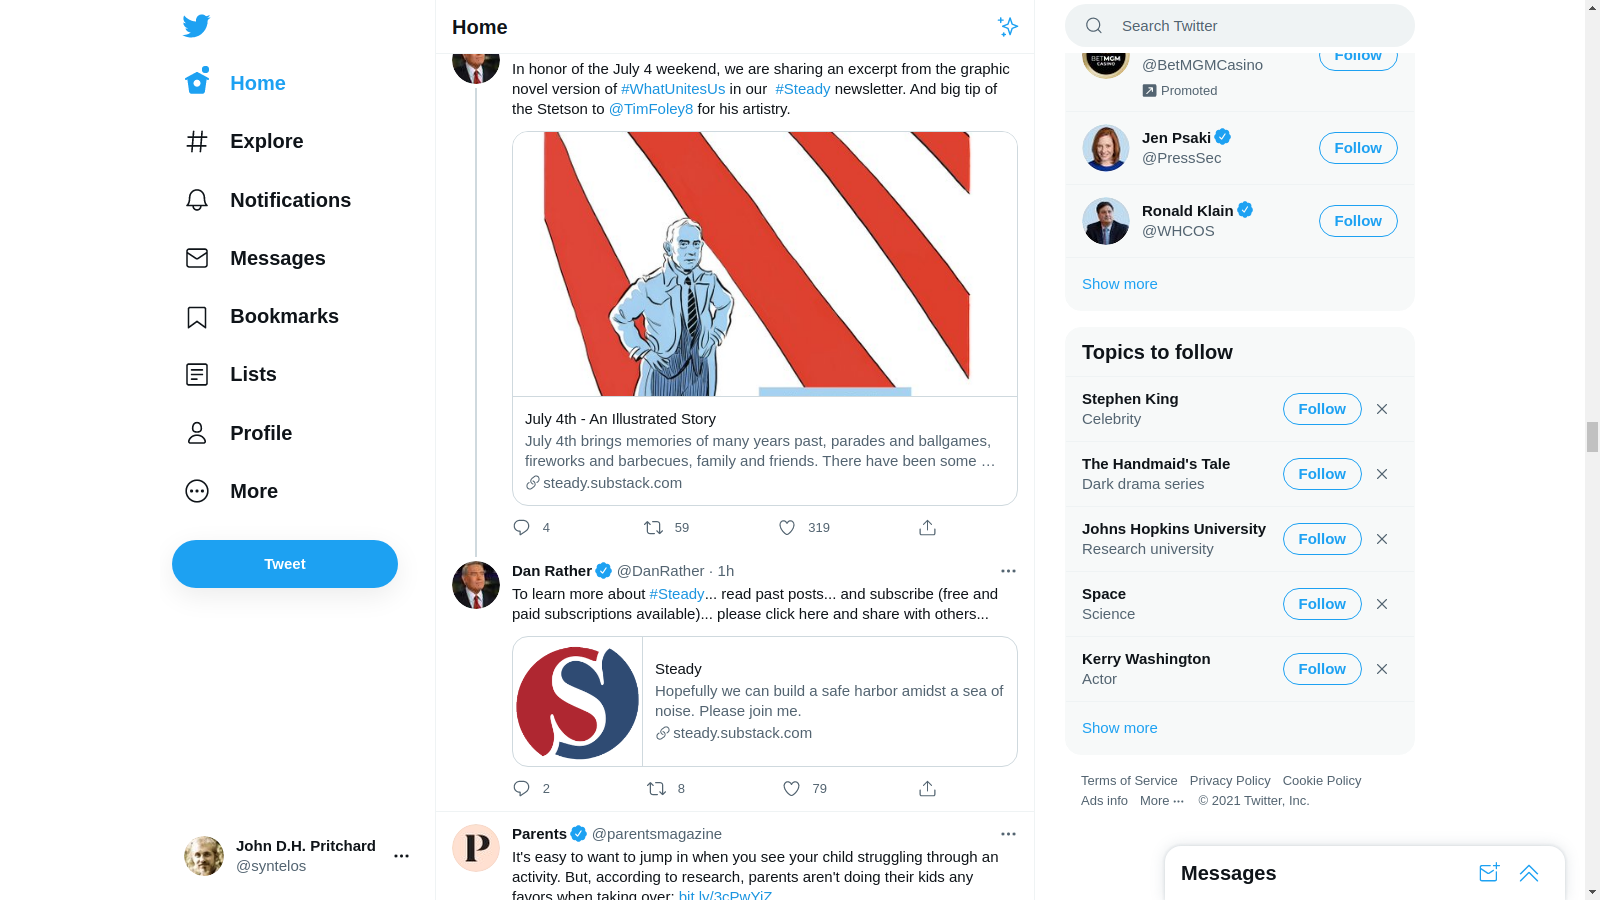 Home
Explore
Notifications
Messages
Bookmarks
Lists
Profile
More
Tweet
John D.H. Pritchard
@syntelos
Home
In honor of the July 4 weekend, we are sharing an excerpt from the graphic
novel version of #WhatUnitesUs in our #Steady newsletter. And big tip of
the Stetson to @TimFoley8 for his artistry.
July 4th - An Illustrated Story
July 4th brings memories of many years past, parades and ballgames,
fireworks and barbecues, family and friends. There have been some …
steady.substack.com
4 59 319
Dan Rather @DanRather · 1h
To learn more about #Steady... read past posts... and subscribe (free and
paid subscriptions available)... please click here and share with others...
S
Steady
Hopefully we can build a safe harbor amidst a sea of
noise. Please join me.
steady.substack.com
2 8 79
P
Parents @parentsmagazine
It's easy to want to jump in when you see your child struggling through an
activity. But, according to research, parents aren't doing their kids any
favors when taking over: bit.ly/3cPwYiZ
Search Twitter
BETMGM
CASINO
@BetMGMCasino
Follow
Promoted
Jen Psaki
@PressSec
Follow
Ronald Klain
@WHCOS
Follow
Show more
Topics to follow
Stephen King
Celebrity
Follow
The Handmaid's Tale
Dark drama series
Follow
Johns Hopkins University
Research university
Follow
Space
Science
Follow
Kerry Washington
Actor
Follow
Show more
Terms of Service Privacy Policy Cookie Policy
Ads info More ··· © 2021 Twitter, Inc.
Messages